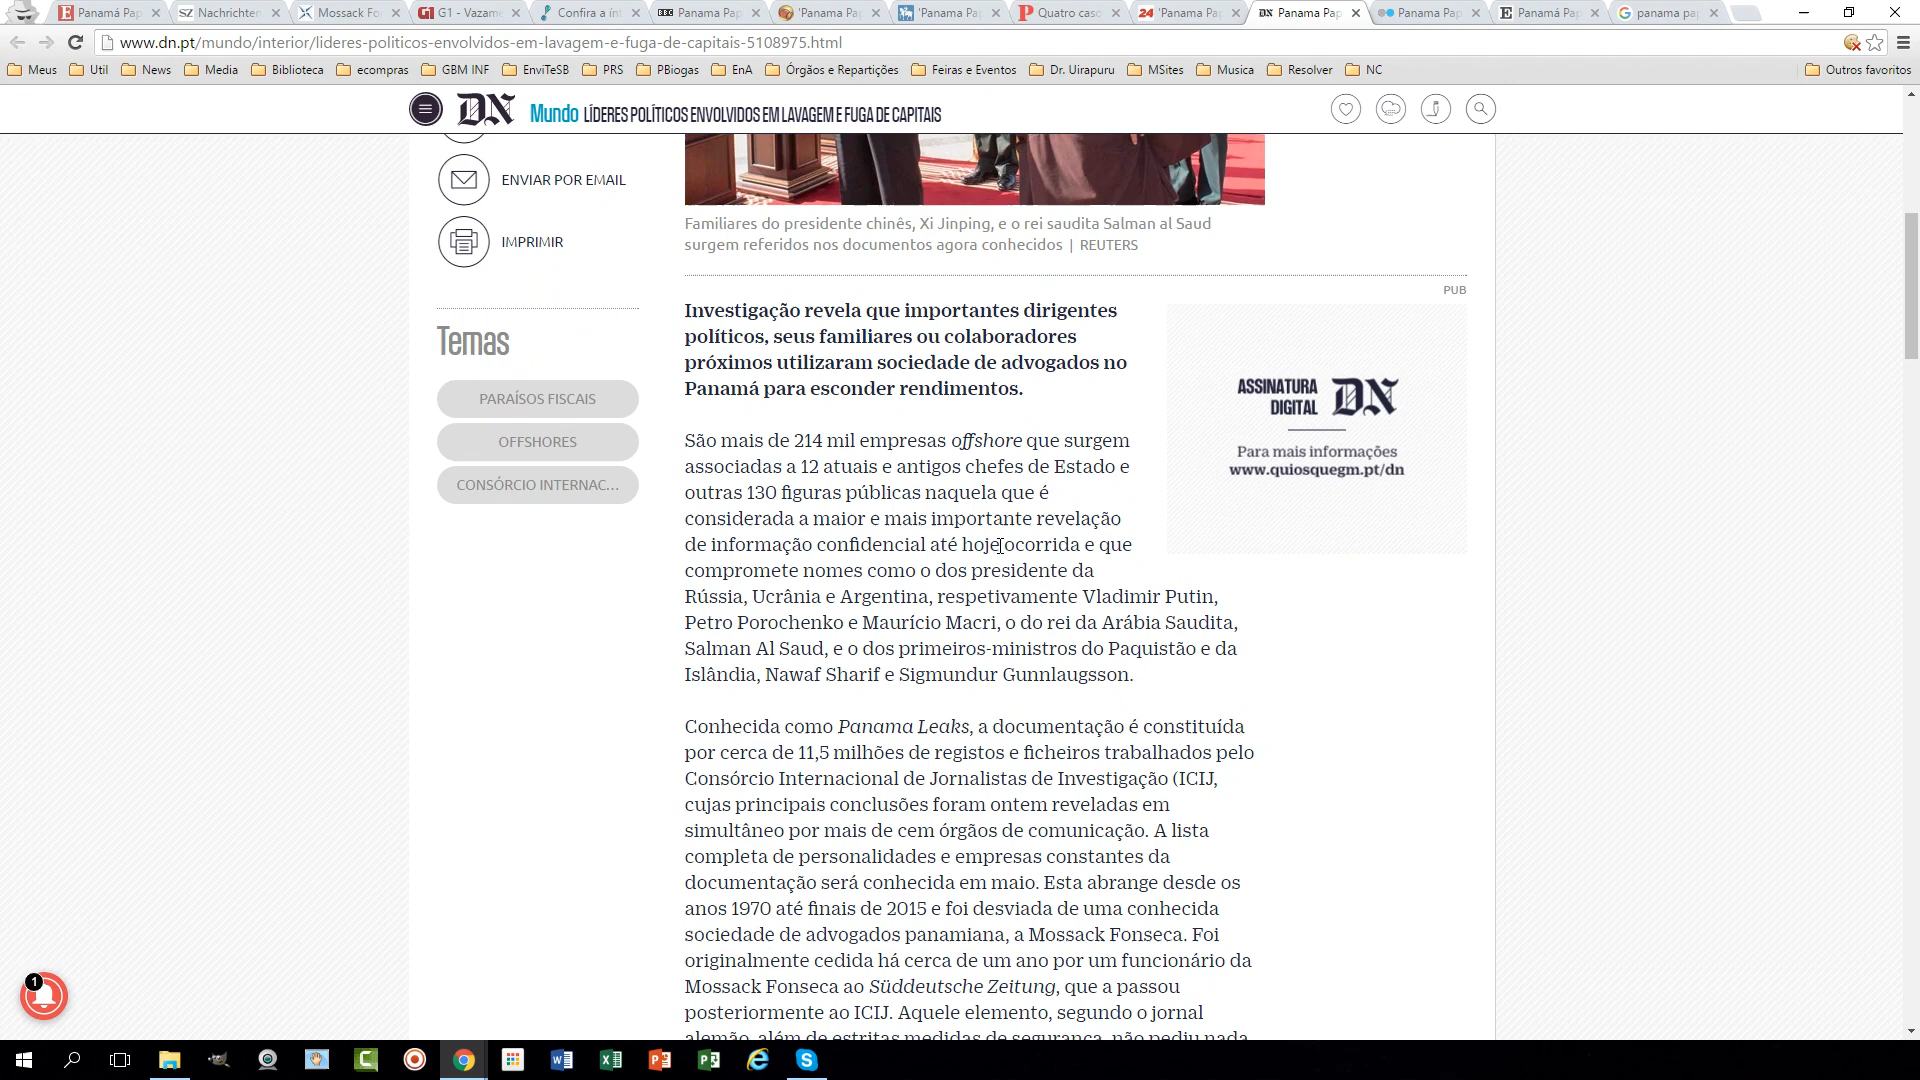 Panamá Pap
Nachrichten
Mossack Fo
G1 - Vazame
Confira a ínt
Panama Pap
'Panama Pap
'Panama Pap
Quatro caso
'Panama Pap
Panama Pap
Panama Pap
Panamá Pap
panama pap
www.dn.pt/mundo/interior/lideres-politicos-envolvidos-em-lavagem-e-fuga-de-capitais-5108975.html
Meus Util News Media Biblioteca ecompras GBM INF EnviTeSB PRS PBiogas EnA Órgãos e Repartições Feiras e Eventos Dr. Uirapuru MSites Musica Resolver NC Outros favoritos
DN Mundo LÍDERES POLÍTICOS ENVOLVIDOS EM LAVAGEM E FUGA DE CAPITAIS
ENVIAR POR EMAIL
IMPRIMIR
Temas
PARAÍSOS FISCAIS
OFFSHORES
CONSÓRCIO INTERNAC...
Familiares do presidente chinês, Xi Jinping, e o rei saudita Salman al Saud
surgem referidos nos documentos agora conhecidos | REUTERS
PUB
ASSINATURA
DIGITAL DN
Para mais informações
www.quiosquegm.pt/dn
Investigação revela que importantes dirigentes
políticos, seus familiares ou colaboradores
próximos utilizaram sociedade de advogados no
Panamá para esconder rendimentos.
São mais de 214 mil empresas offshore que surgem
associadas a 12 atuais e antigos chefes de Estado e
outras 130 figuras públicas naquela que é
considerada a maior e mais importante revelação
de informação confidencial até hoje ocorrida e que
compromete nomes como o dos presidente da
Rússia, Ucrânia e Argentina, respetivamente Vladimir Putin,
Petro Porochenko e Maurício Macri, o do rei da Arábia Saudita,
Salman Al Saud, e o dos primeiros-ministros do Paquistão e da
Islândia, Nawaf Sharif e Sigmundur Gunnlaugsson.
Conhecida como Panama Leaks, a documentação é constituída
por cerca de 11,5 milhões de registos e ficheiros trabalhados pelo
Consórcio Internacional de Jornalistas de Investigação (ICIJ,
cujas principais conclusões foram ontem reveladas em
simultâneo por mais de cem órgãos de comunicação. A lista
completa de personalidades e empresas constantes da
documentação será conhecida em maio. Esta abrange desde os
anos 1970 até finais de 2015 e foi desviada de uma conhecida
sociedade de advogados panamiana, a Mossack Fonseca. Foi
originalmente cedida há cerca de um ano por um funcionário da
Mossack Fonseca ao Süddeutsche Zeitung, que a passou
posteriormente ao ICIJ. Aquele elemento, segundo o jornal
alemão, além de estritas medidas de segurança, não pediu nada
1